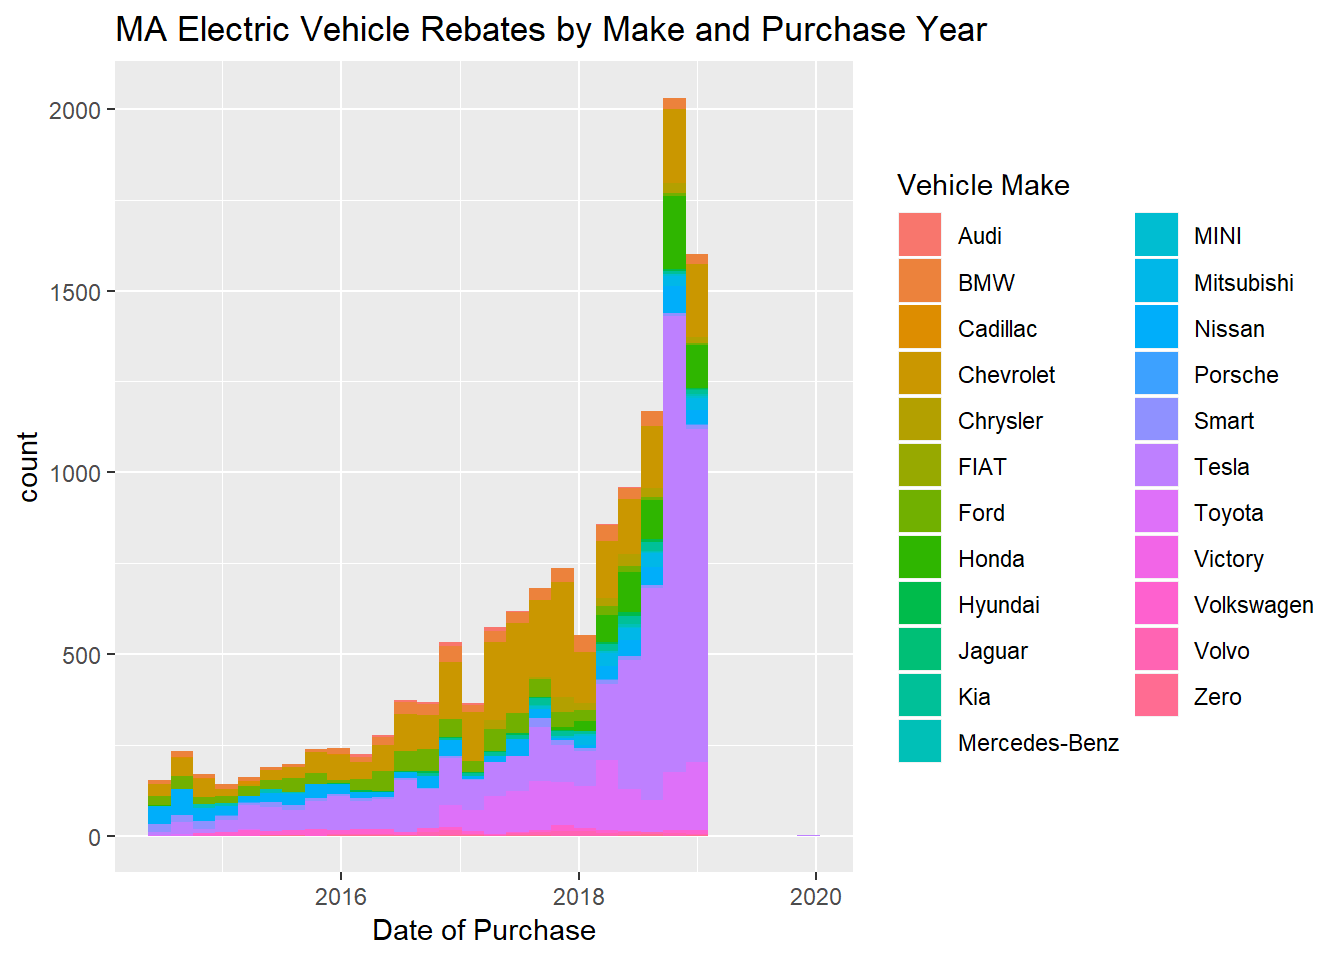 MA Electric Vehicle Rebates by Make and Purchase Year
2000
1500
1000
500
0
count
2016
2018
2020
Date of Purchase
Vehicle Make
Audi
BMW
Cadillac
Chevrolet
Chrysler
FIAT
Ford
Honda
Hyundai
Jaguar
Kia
Mercedes-Benz
MINI
Mitsubishi
Nissan
Porsche
Smart
Tesla
Toyota
Victory
Volkswagen
Volvo
Zero